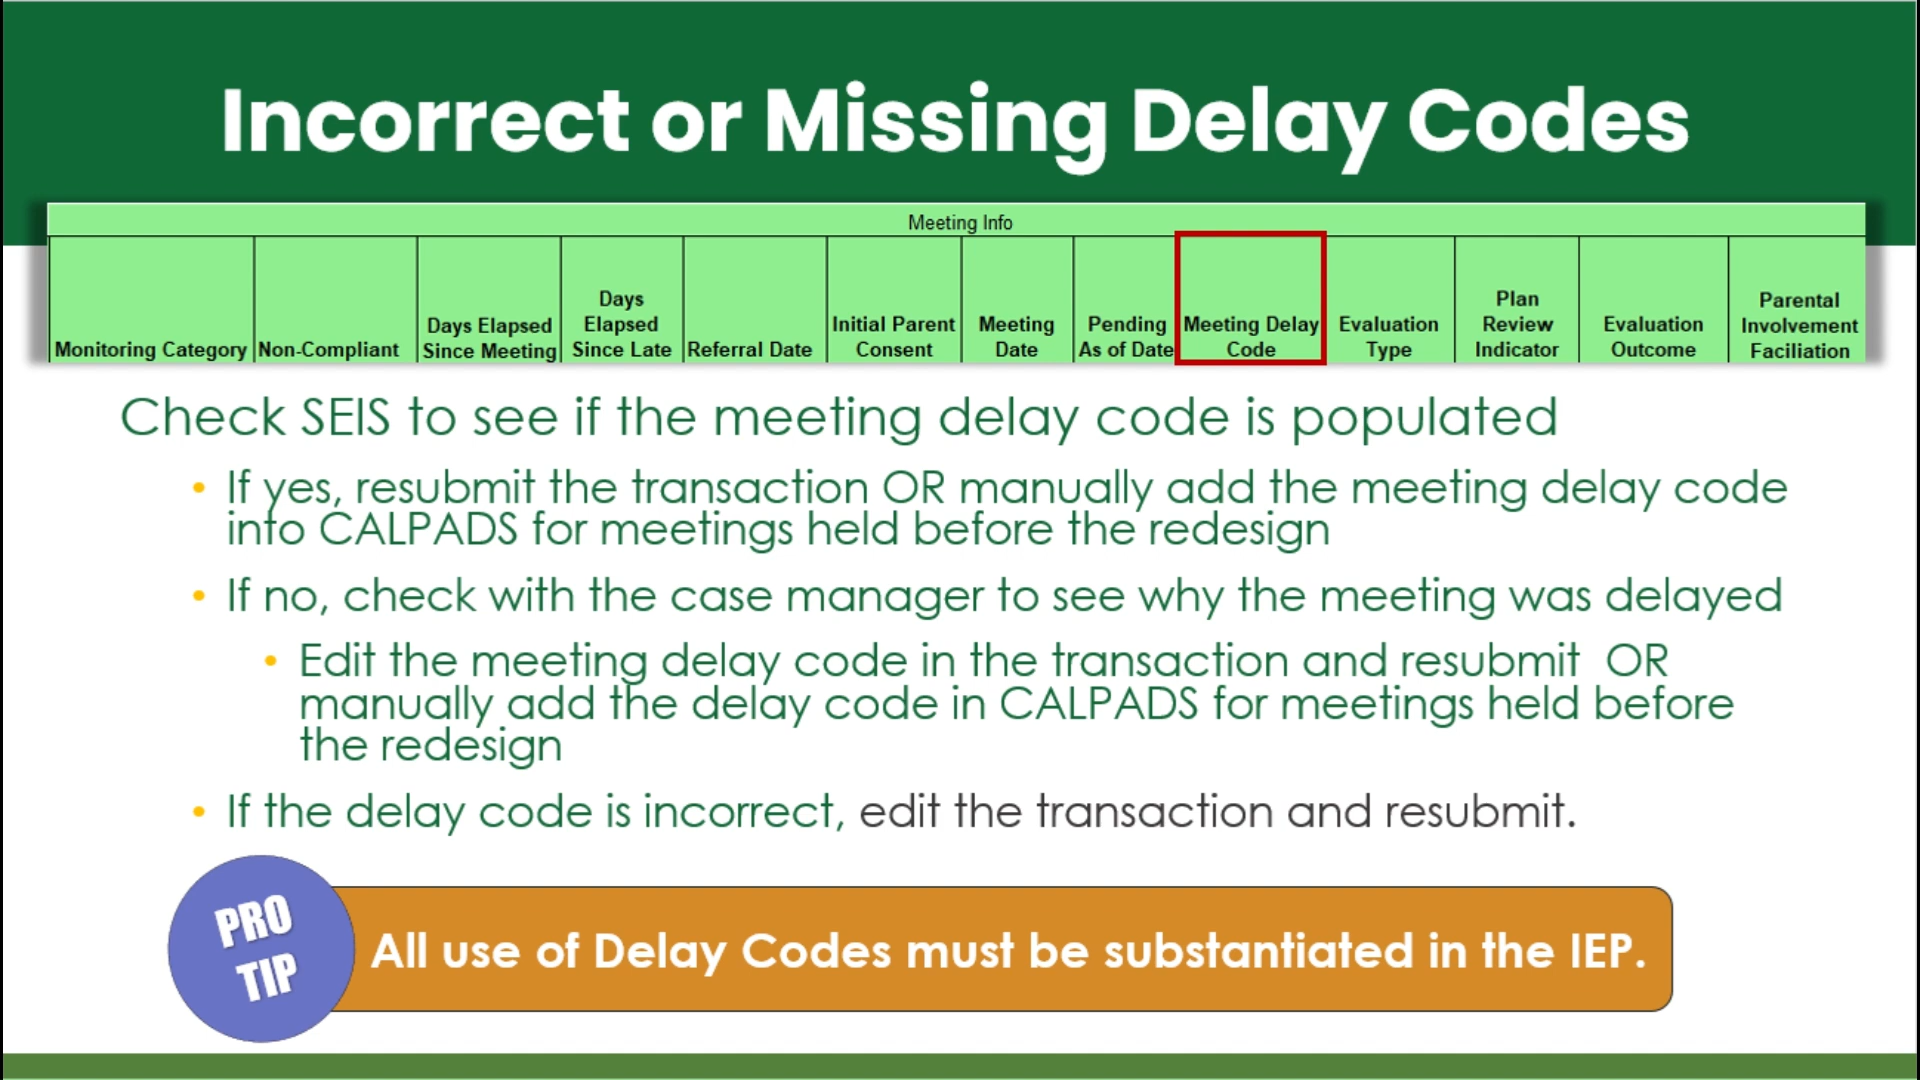 Incorrect or Missing Delay Codes
Meeting Info
Monitoring Category
Non-Compliant
Days Elapsed
Since Meeting
Days
Elapsed
Since Late
Referral Date
Initial Parent
Consent
Meeting
Date
Pending
As of Date
Meeting Delay
Code
Evaluation
Type
Plan
Review
Indicator
Evaluation
Outcome
Parental
Involvement
Faciliation
Check SEIS to see if the meeting delay code is populated
• If yes, resubmit the transaction OR manually add the meeting delay code
into CALPADS for meetings held before the redesign
• If no, check with the case manager to see why the meeting was delayed
• Edit the meeting delay code in the transaction and resubmit  OR
manually add the delay code in CALPADS for meetings held before
the redesign
• If the delay code is incorrect, edit the transaction and resubmit.
PRO
TIP
All use of Delay Codes must be substantiated in the IEP.